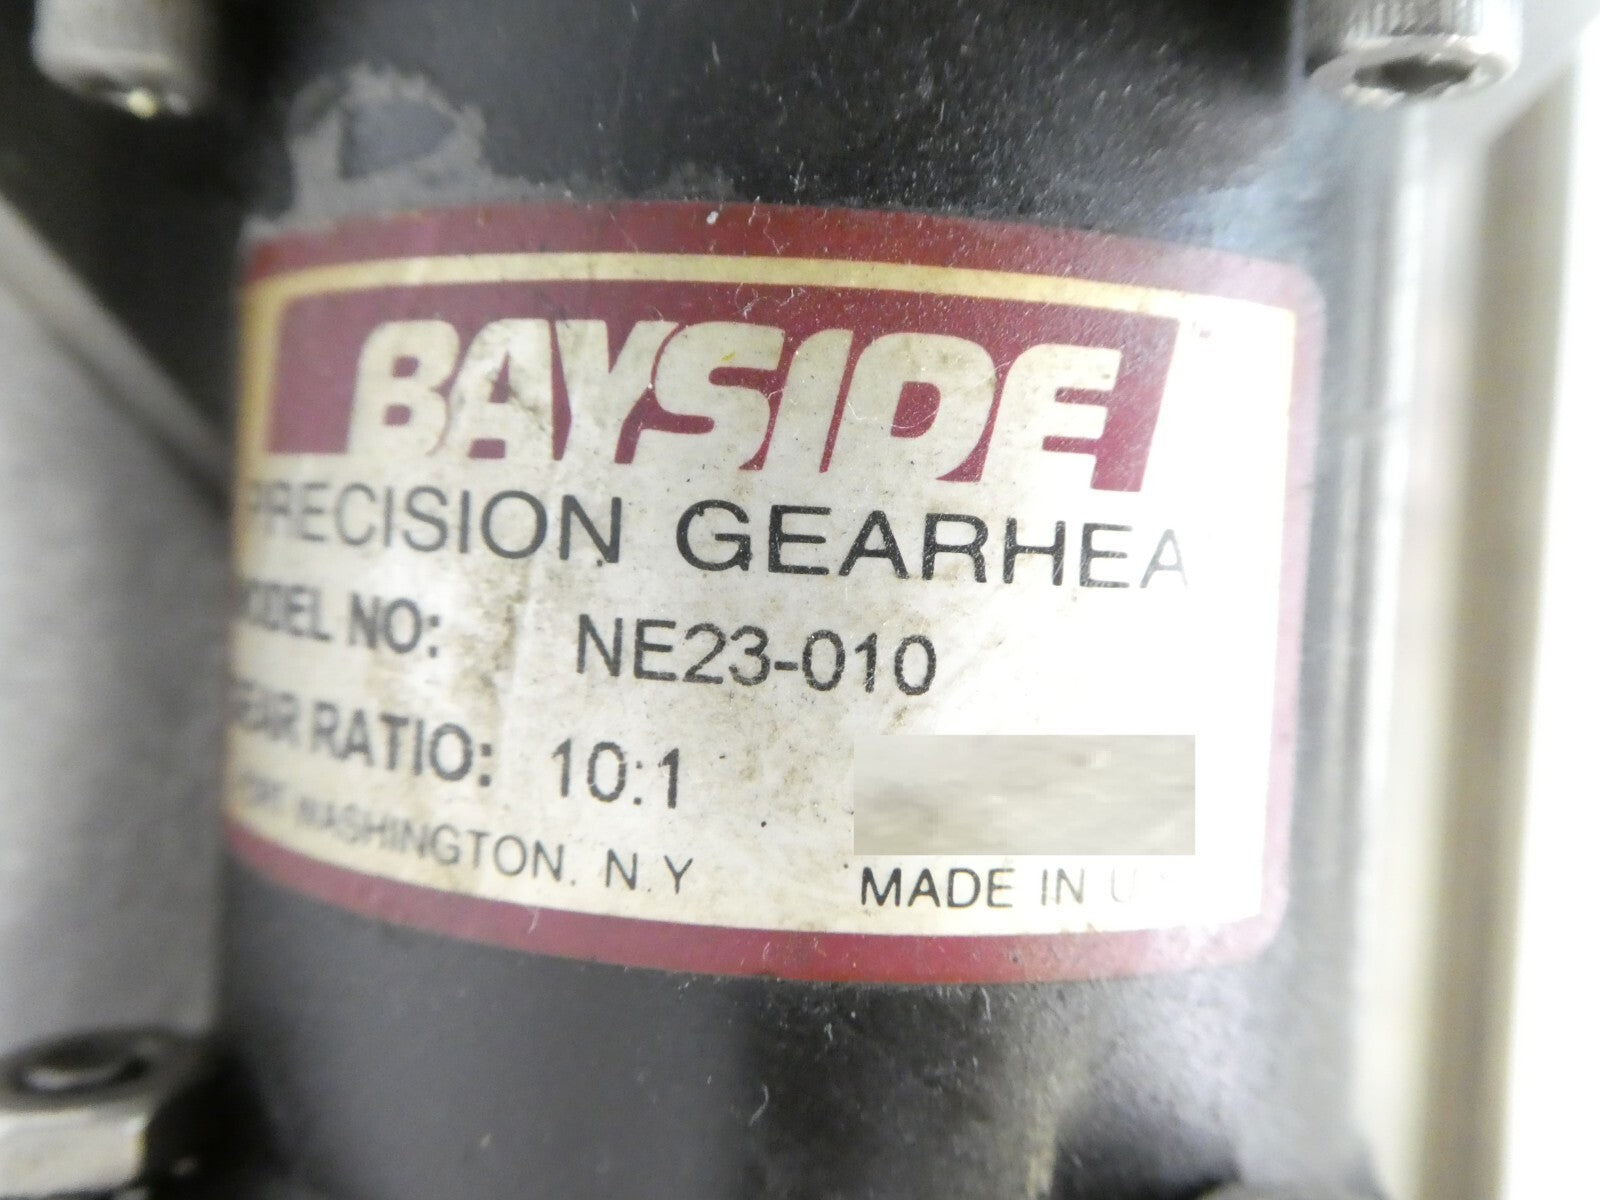 BAYSIDE
PRECISION GEARHEA
MODEL NO: NE23-010
GEAR RATIO: 10:1
PORT WASHINGTON. N.Y
MADE IN U